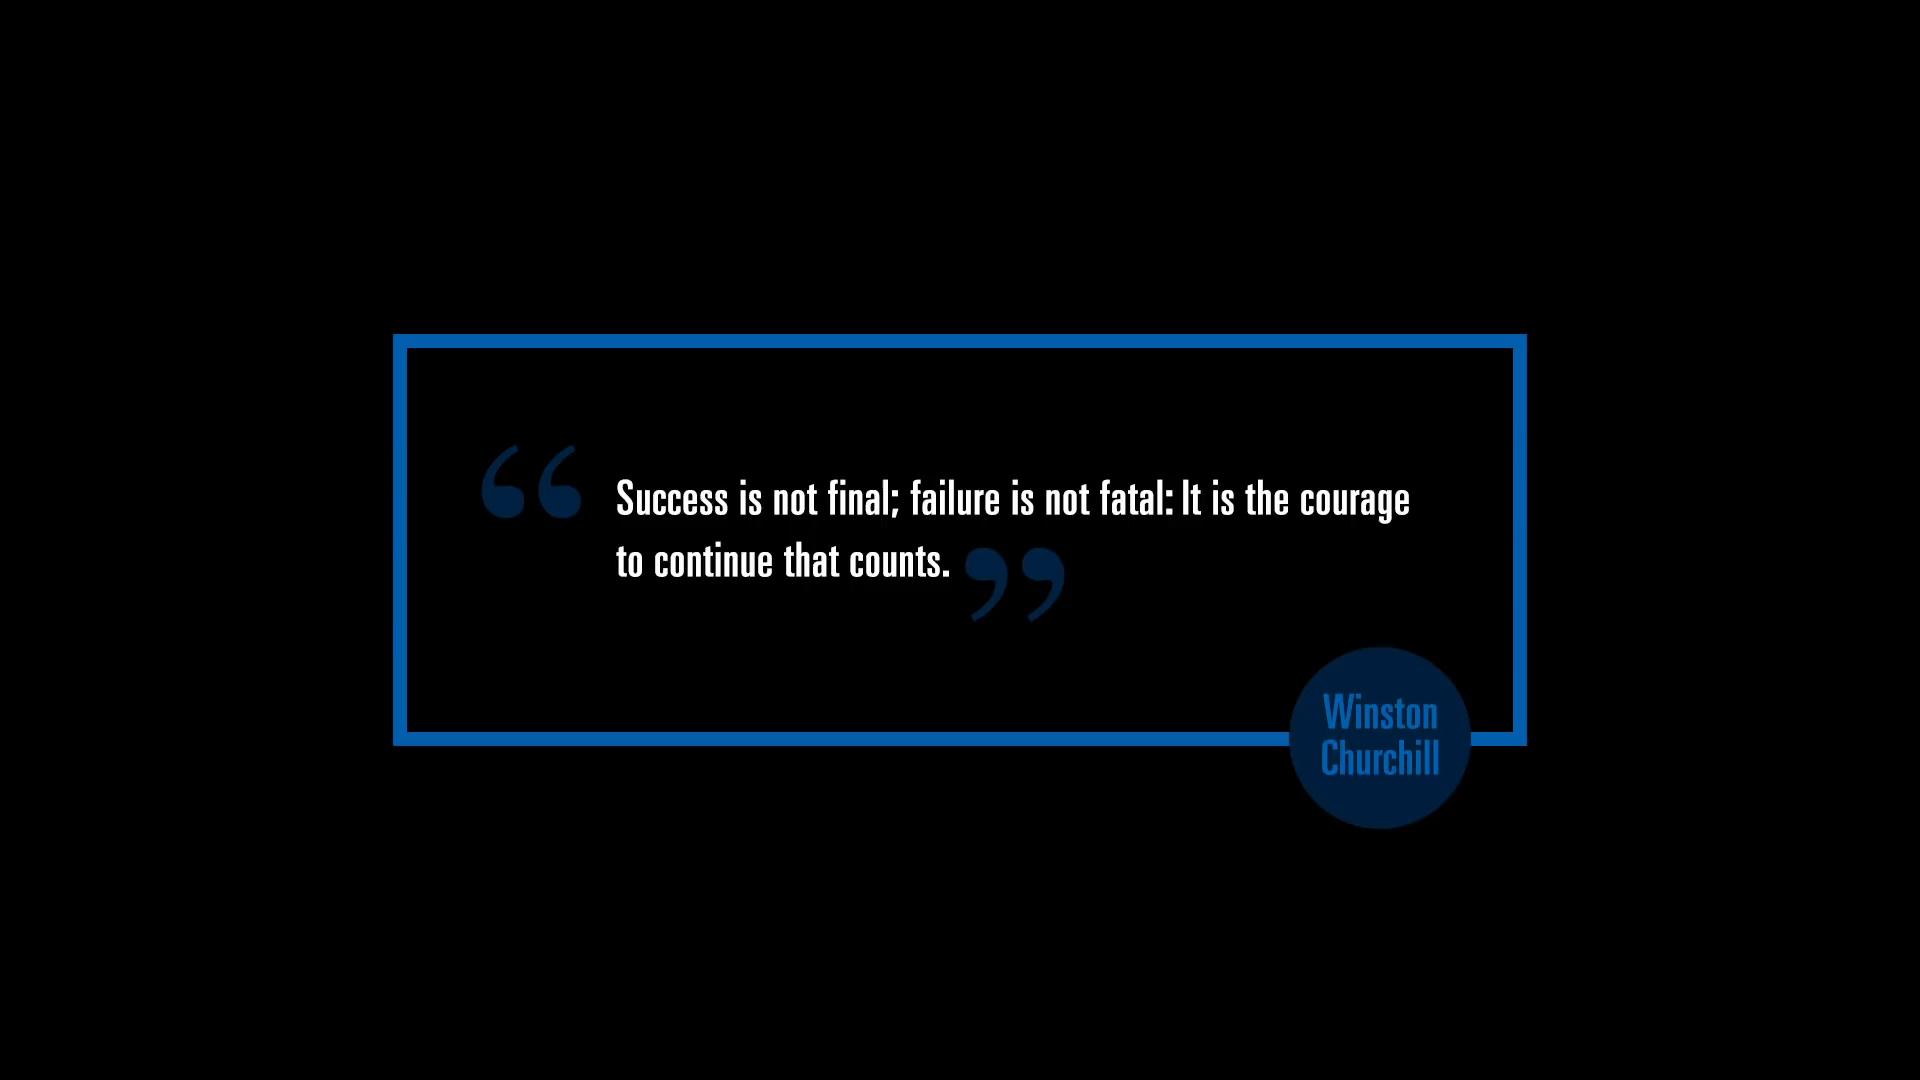 “Success is not final; failure is not fatal: It is the courage
to continue that counts.”
Winston
Churchill